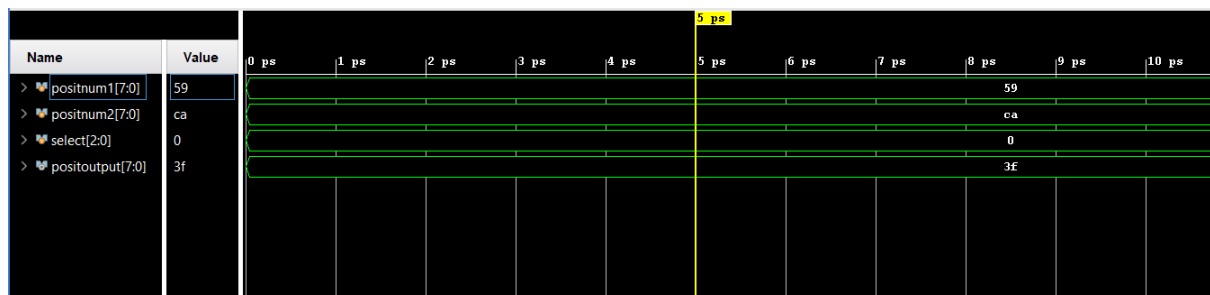 5 ps
Name Value 0 ps 1 ps 2 ps 3 ps 4 ps 5 ps 6 ps 7 ps 8 ps 9 ps 10 ps
positnum1[7:0] 59 59
positnum2[7:0] ca ca
select[2:0] 0 0
positoutput[7:0] 3f 3f